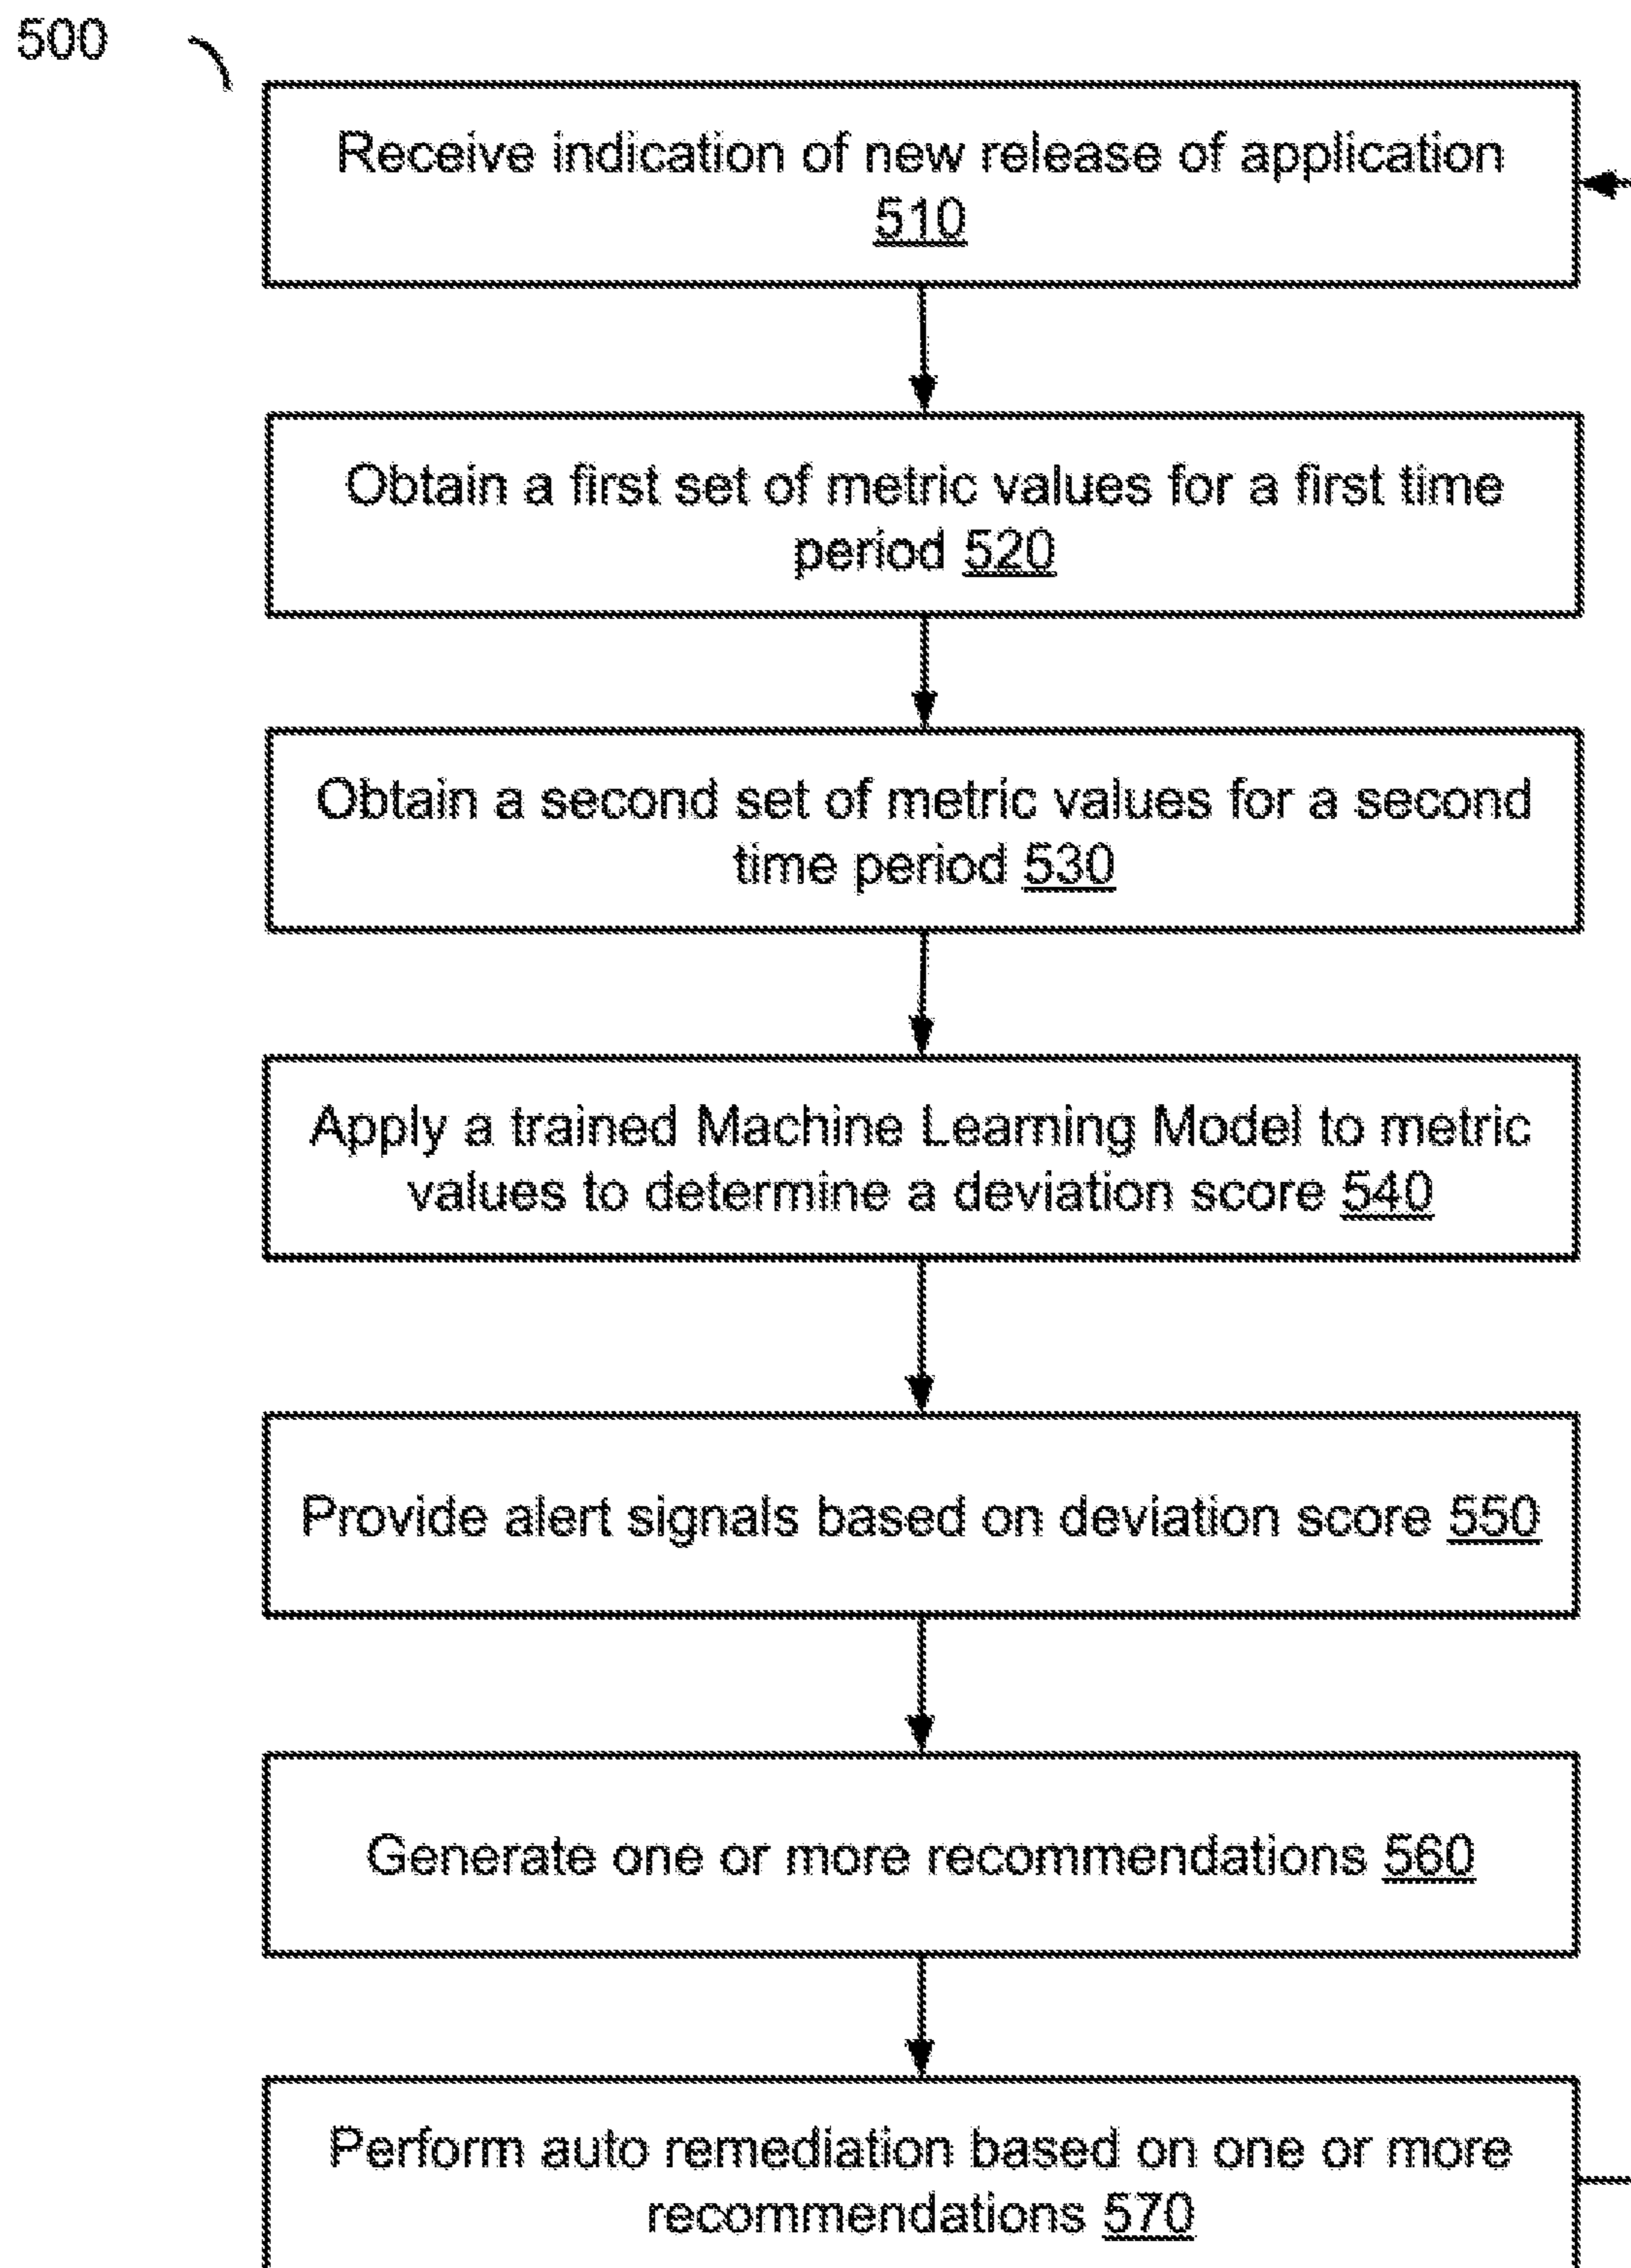 500
Receive indication of new release of application
510
Obtain a first set of metric values for a first time
period 520
Obtain a second set of metric values for a second
time period 530
Apply a trained Machine Learning Model to metric
values to determine a deviation score 540
Provide alert signals based on deviation score 550
Generate one or more recommendations 560
Perform auto remediation based on one or more
recommendations 570